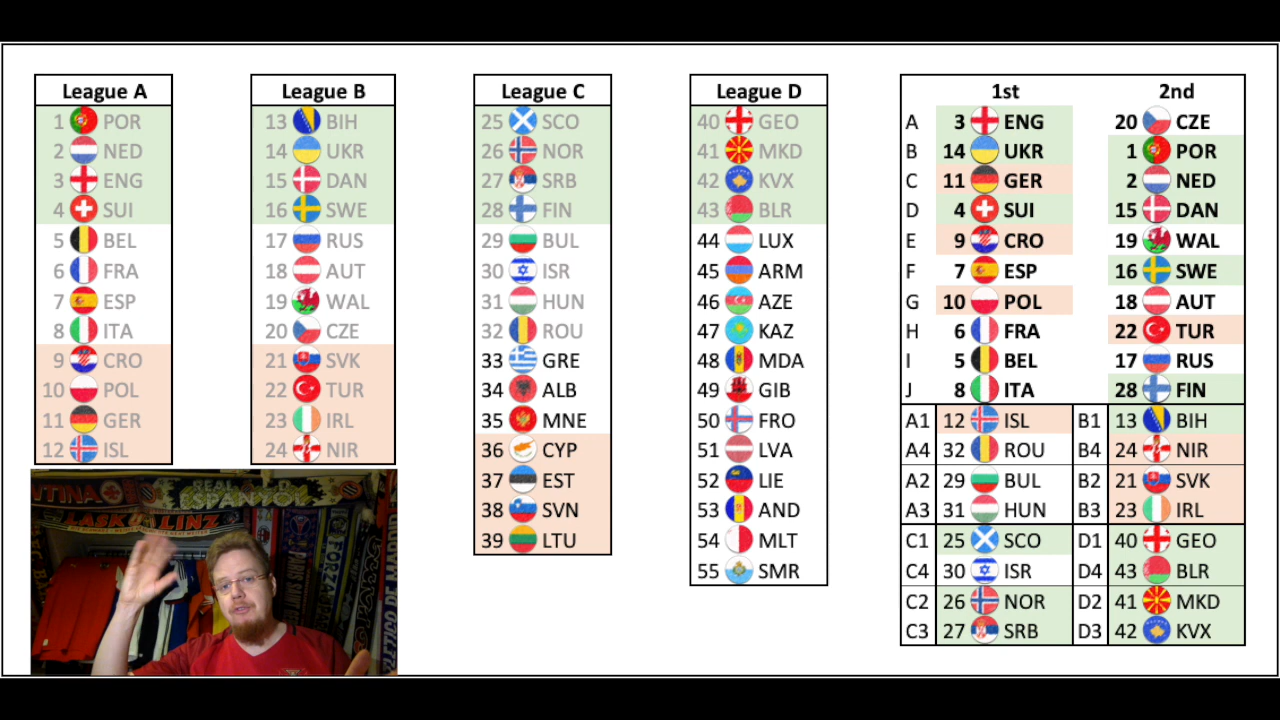 League A
1 POR
2 NED
3 ENG
4 SUI
5 BEL
6 FRA
7 ESP
8 ITA
9 CRO
10 POL
11 GER
12 ISL
League B
13 BIH
14 UKR
15 DAN
16 SWE
17 RUS
18 AUT
19 WAL
20 CZE
21 SVK
22 TUR
23 IRL
24 NIR
League C
25 SCO
26 NOR
27 SRB
28 FIN
29 BUL
30 ISR
31 HUN
32 ROU
33 GRE
34 ALB
35 MNE
36 CYP
37 EST
38 SVN
39 LTU
League D
40 GEO
41 MKD
42 KVX
43 BLR
44 LUX
45 ARM
46 AZE
47 KAZ
48 MDA
49 GIB
50 FRO
51 LVA
52 LIE
53 AND
54 MLT
55 SMR
1st 2nd
A 3 ENG 20 CZE
B 14 UKR 1 POR
C 11 GER 2 NED
D 4 SUI 15 DAN
E 9 CRO 19 WAL
F 7 ESP 16 SWE
G 10 POL 18 AUT
H 6 FRA 22 TUR
I 5 BEL 17 RUS
J 8 ITA 28 FIN
A1 12 ISL B1 13 BIH
A4 32 ROU B4 24 NIR
A2 29 BUL B2 21 SVK
A3 31 HUN B3 23 IRL
C1 25 SCO D1 40 GEO
C4 30 ISR D4 43 BLR
C2 26 NOR D2 41 MKD
C3 27 SRB D3 42 KVX
NTINA
REAL
ESPANYOL
LASK LINZ
PARIS
FORZA
ATLETICO DE MADRI